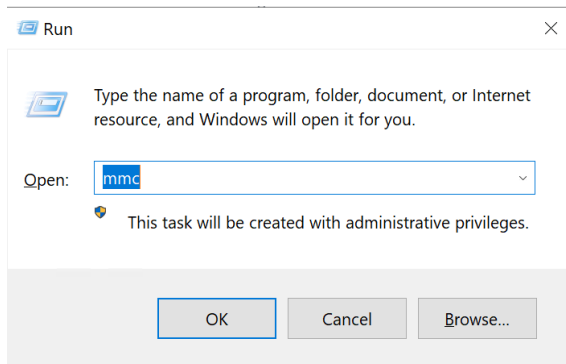 Run
Type the name of a program, folder, document, or Internet
resource, and Windows will open it for you.
Open: mmc
This task will be created with administrative privileges.
OK Cancel Browse...